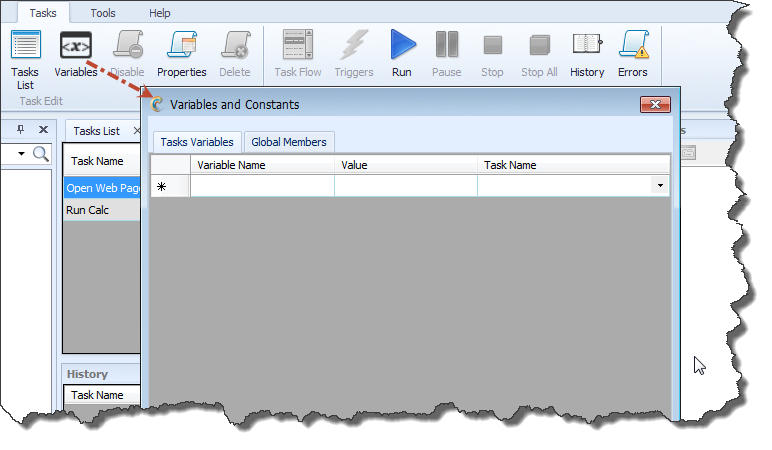 Tasks Tools Help
Tasks List Variables Disable Properties Delete Task Flow Triggers Run Pause Stop Stop All History Errors
Task Edit
Variables and Constants
Tasks List
Tasks Variables Global Members
Task Name
Variable Name Value Task Name
Open Web Page
Run Calc
History
Task Name